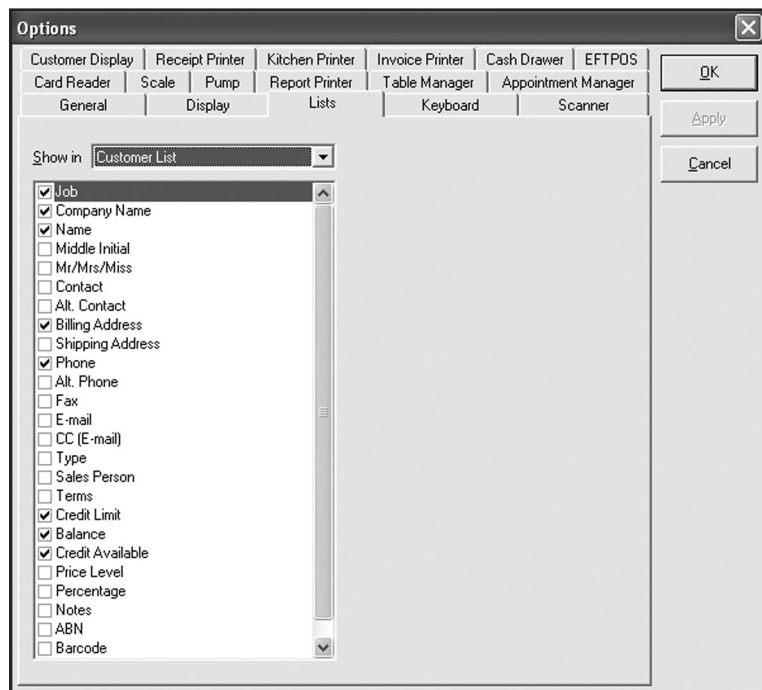 Options
Customer Display Receipt Printer Kitchen Printer Invoice Printer Cash Drawer EFTPOS
Card Reader Scale Pump Report Printer Table Manager Appointment Manager
General Display Lists Keyboard Scanner
OK
Apply
Cancel
Show in Customer List
Job
Company Name
Name
Middle Initial
Mr/Mrs/Miss
Contact
Alt. Contact
Billing Address
Shipping Address
Phone
Alt. Phone
Fax
E-mail
CC (E-mail)
Type
Sales Person
Terms
Credit Limit
Balance
Credit Available
Price Level
Percentage
Notes
ABN
Barcode